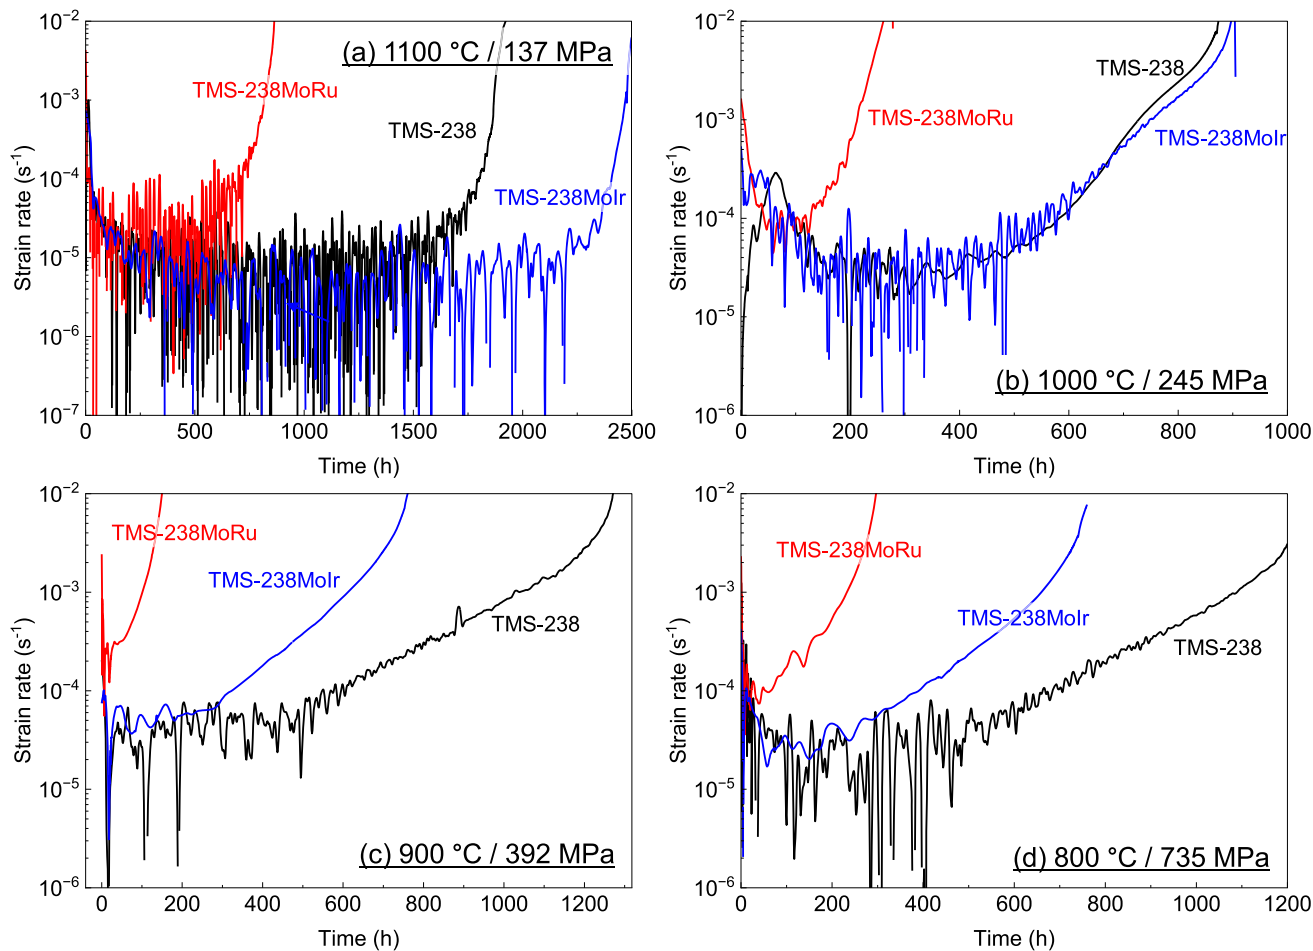 (a) 1100 °C / 137 MPa
TMS-238MoRu
TMS-238
TMS-238MoIr
Strain rate (s⁻¹)
10⁻²
10⁻³
10⁻⁴
10⁻⁵
10⁻⁶
10⁻⁷
0 500 1000 1500 2000 2500
Time (h)
TMS-238
TMS-238MoRu
TMS-238MoIr
(b) 1000 °C / 245 MPa
Strain rate (s⁻¹)
10⁻²
10⁻³
10⁻⁴
10⁻⁵
10⁻⁶
0 200 400 600 800 1000
Time (h)
TMS-238MoRu
TMS-238MoIr
TMS-238
(c) 900 °C / 392 MPa
Strain rate (s⁻¹)
10⁻²
10⁻³
10⁻⁴
10⁻⁵
10⁻⁶
0 200 400 600 800 1000 1200
Time (h)
TMS-238MoRu
TMS-238MoIr
TMS-238
(d) 800 °C / 735 MPa
Strain rate (s⁻¹)
10⁻²
10⁻³
10⁻⁴
10⁻⁵
10⁻⁶
0 200 400 600 800 1000 1200
Time (h)